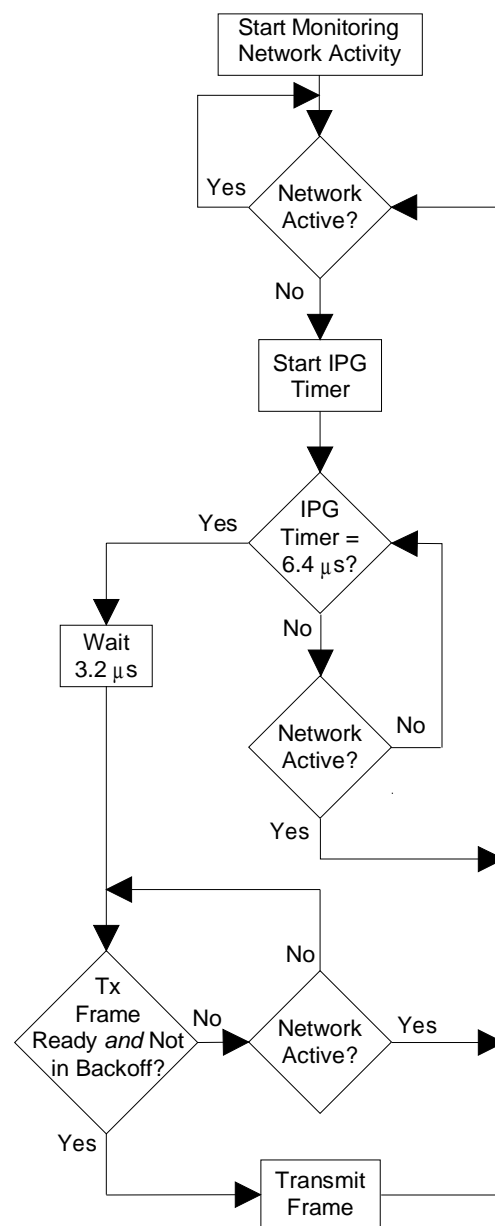 Start Monitoring
Network Activity
Yes
Network
Active?
No
Start IPG
Timer
Yes
IPG
Timer =
6.4 μs?
Wait
3.2 μs
No
Network
Active?
No
Yes
No
Tx
Frame
Ready and Not
in Backoff?
No
Network
Active?
Yes
Yes
Transmit
Frame